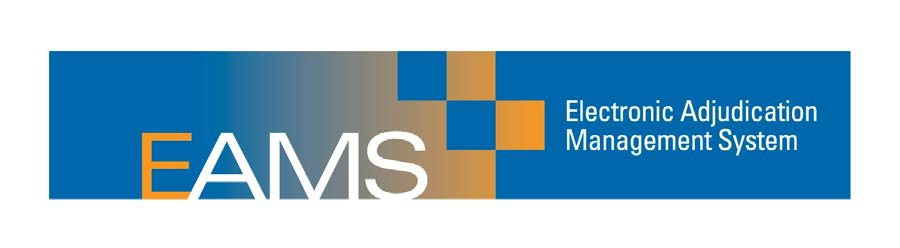 EAMS
Electronic Adjudication
Management System